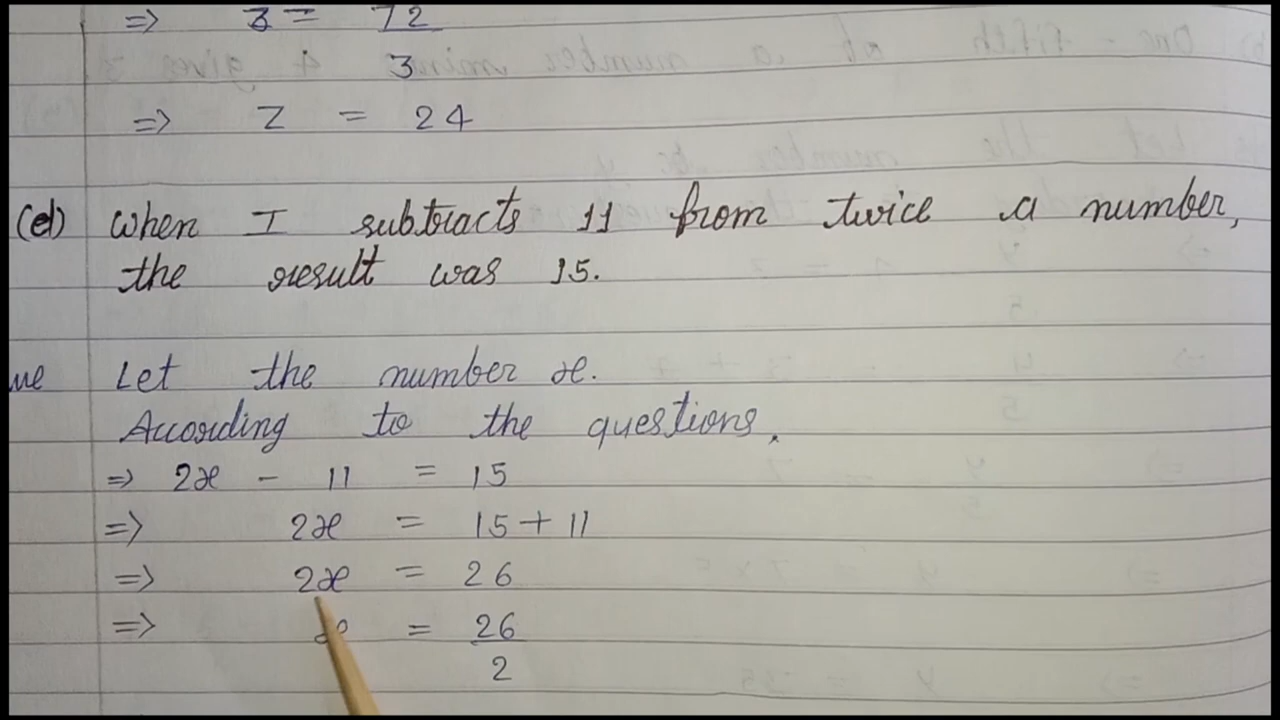 => z = 72
3
=> Z = 24
(d) When I subtracts 11 from twice a number,
the result was 15.
Let the number x.
According to the questions,
=> 2x - 11 = 15
=> 2x = 15 + 11
=> 2x = 26
=> x = 26
2